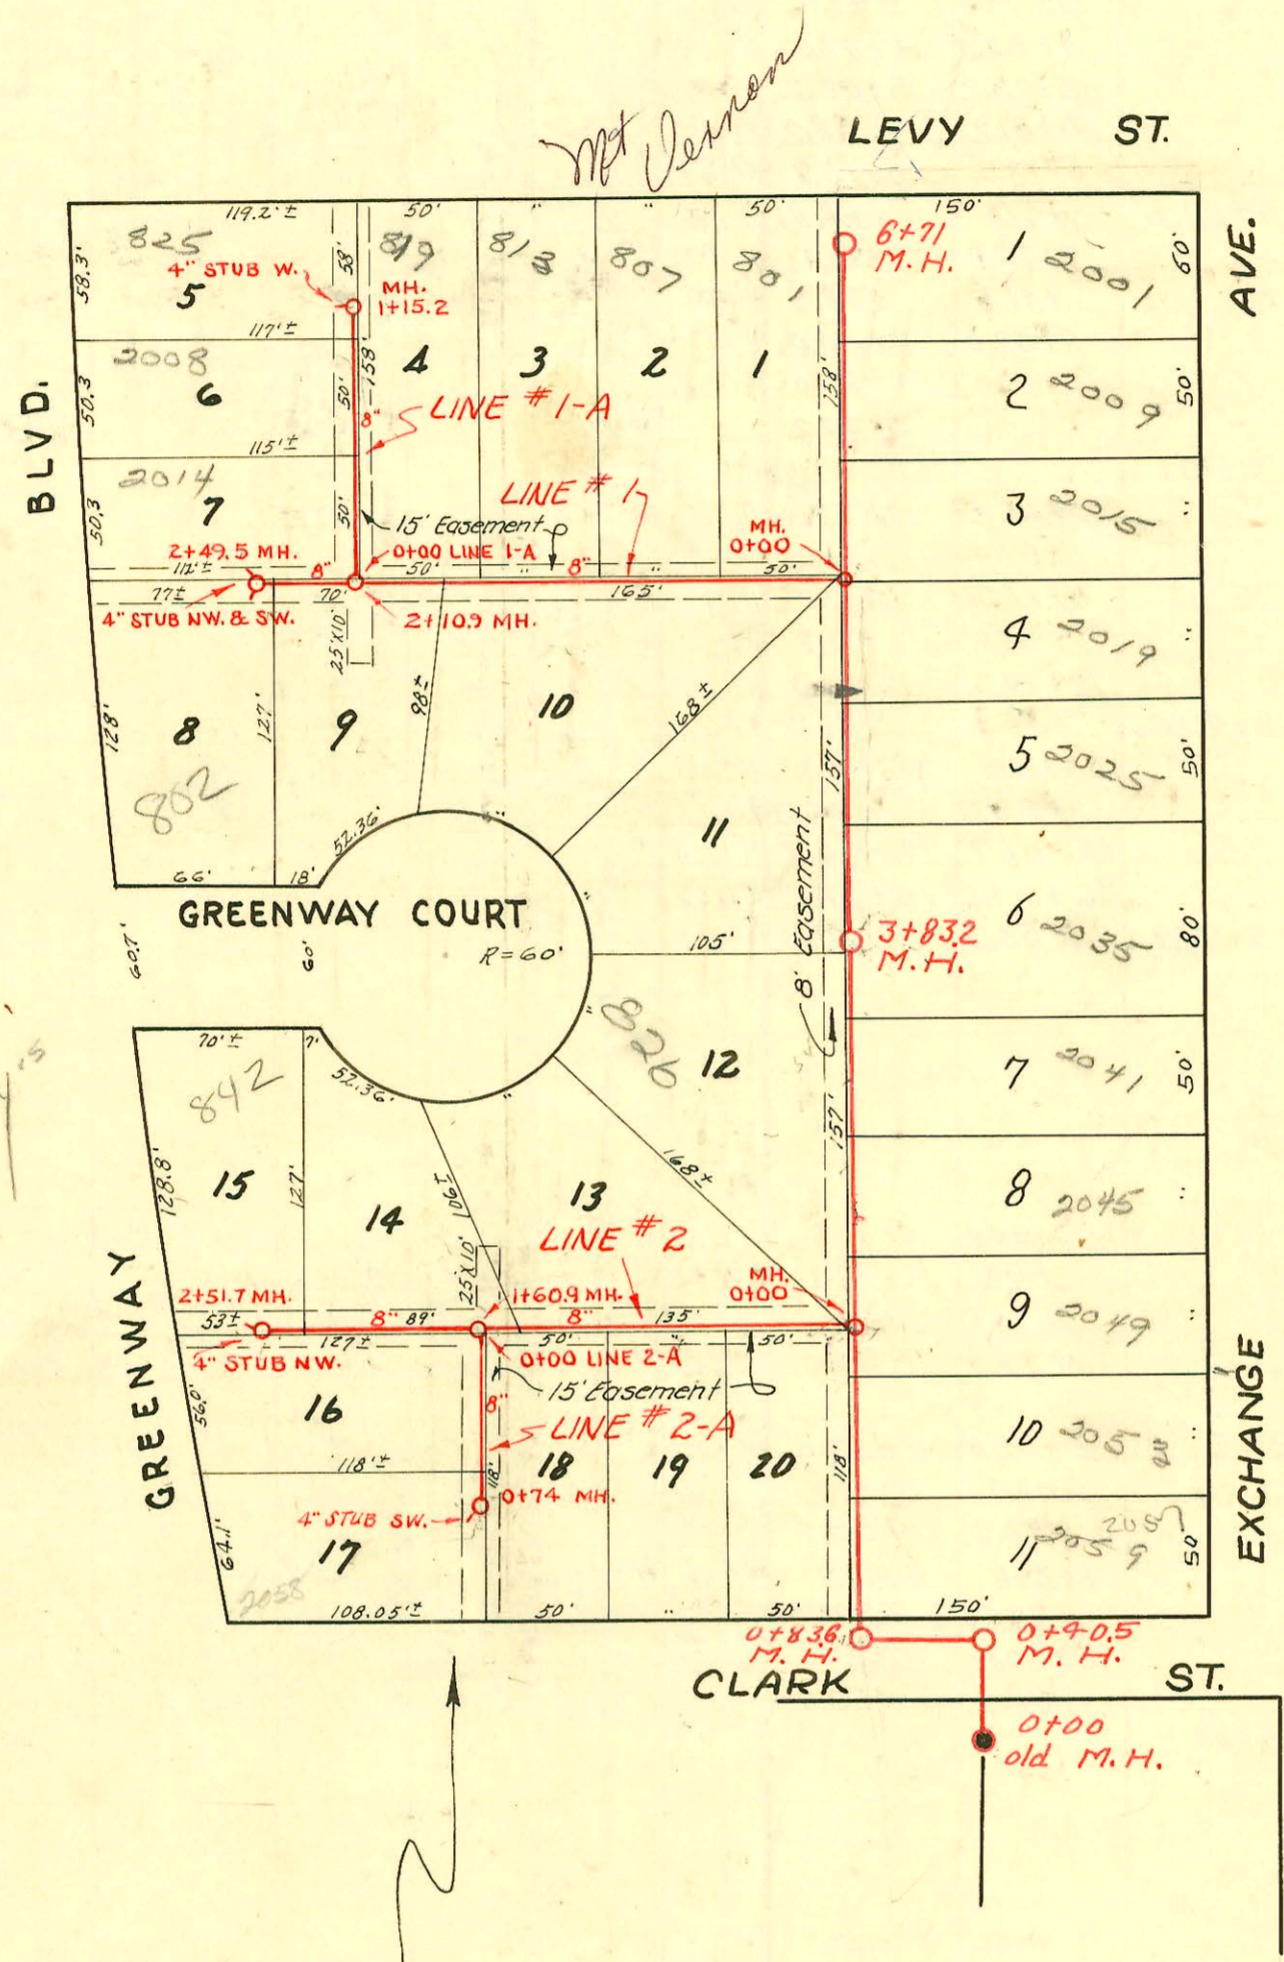 Mt Vernon
LEVY ST.
119.2'± 50' " " 50' 150'
825 819 813 807 801
6+71
M. H.
1 2001 60'
AVE.
58.3' 58'
4" STUB W.
5
MH.
1+15.2
117'±
2008
6
50.3 50' 158'
4 3 2 1
158'
2 2009 50'
8"
LINE # 1-A
BLVD.
115'±
2014
7
50.3 50'
LINE # 1
3 2015 "
15' Easement
MH.
0+00
2+49.5 MH.
0+00 LINE 1-A
112'± 8" 50' " 8" " 50'
77± 70' 165'
4" STUB NW. & SW.
2+10.9 MH.
25'X10'
4 2019 "
98± 10 168±
128' 8 127' 9
157'
5 2025 50'
802
52.36' "
11
66' 18'
8' Easement
GREENWAY COURT
"
6 2035 80'
60.7' 60' R=60'
105'
3+83.2
M. H.
826
"
12
70'± 7'
7 2041 50'
842
52.36' "
157'
168±
128.8' 15 127' 14 106± 13
8 2045 "
LINE # 2
25'X10'
MH.
0+00
2+51.7 MH.
1+60.9 MH.
53± 8" 89' 8" 135'
9 2049 "
127± 50' " 50'
4" STUB NW.
0+00 LINE 2-A
GREENWAY
15' Easement
56.0' 16 8"
LINE # 2-A
10 205 "
118'± 118' 18 19 20 118'
0+74 MH.
4" STUB SW.
17
64.1'
11 2059 50'
205
EXCHANGE
2058
108.05'± 50' " 50' 150'
0+83.6
M. H.
0+40.5
M. H.
CLARK ST.
0+00
old M. H.